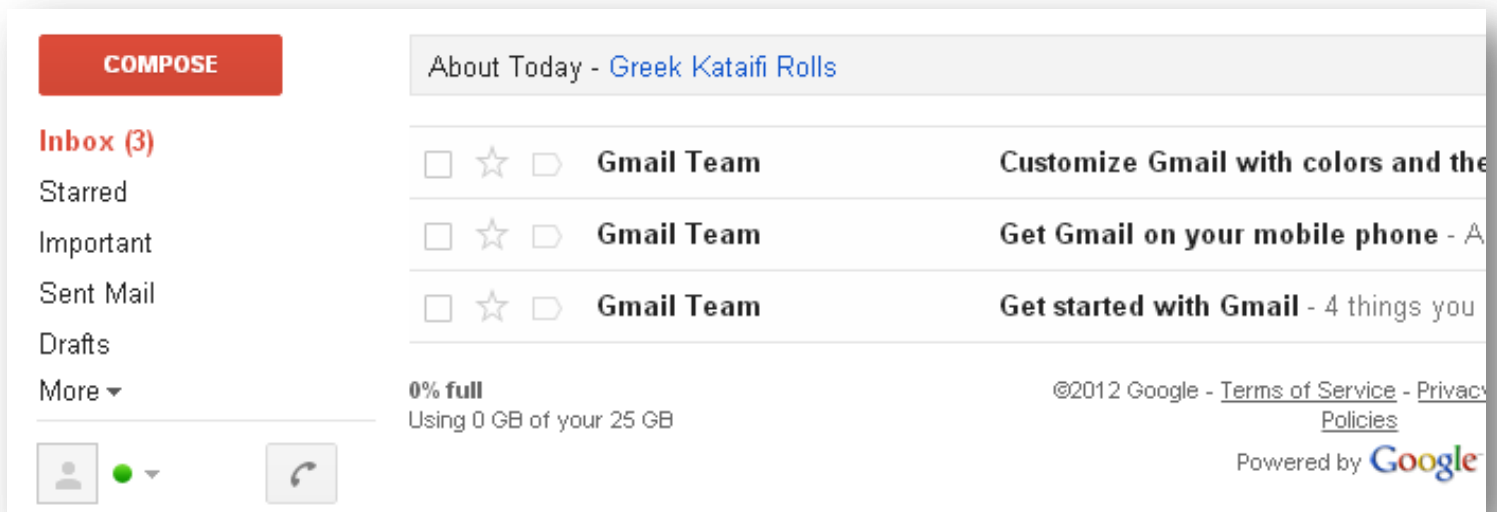 COMPOSE
Inbox (3)
Starred
Important
Sent Mail
Drafts
More
About Today - Greek Kataifi Rolls
Gmail Team Customize Gmail with colors and the
Gmail Team Get Gmail on your mobile phone - A
Gmail Team Get started with Gmail - 4 things you
0% full
Using 0 GB of your 25 GB
©2012 Google - Terms of Service - Privacy
Policies
Powered by Google